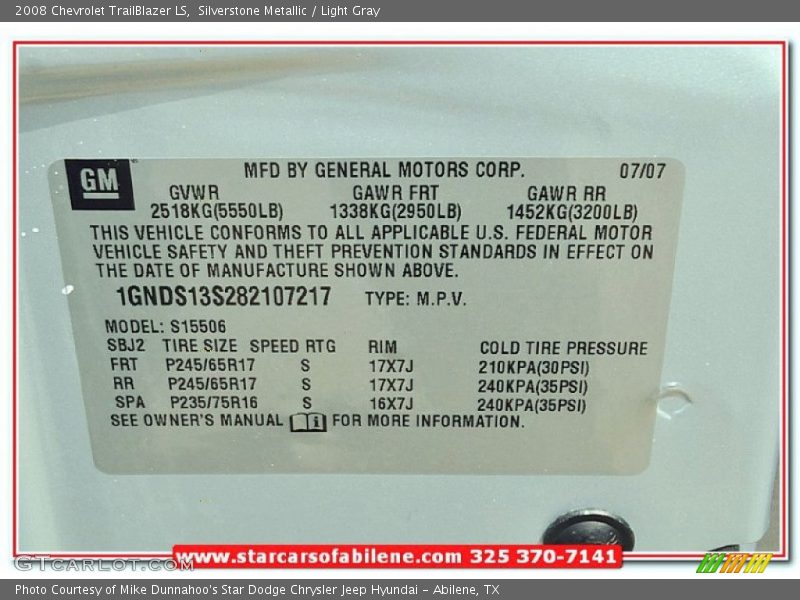 2008 Chevrolet TrailBlazer LS, Silverstone Metallic / Light Gray
GM
MFD BY GENERAL MOTORS CORP. 07/07
GVWR GAWR FRT GAWR RR
2518KG(5550LB) 1338KG(2950LB) 1452KG(3200LB)
THIS VEHICLE CONFORMS TO ALL APPLICABLE U.S. FEDERAL MOTOR
VEHICLE SAFETY AND THEFT PREVENTION STANDARDS IN EFFECT ON
THE DATE OF MANUFACTURE SHOWN ABOVE.
1GNDS13S282107217 TYPE: M.P.V.
MODEL: S15506
SBJ2 TIRE SIZE SPEED RTG RIM COLD TIRE PRESSURE
FRT P245/65R17 S 17X7J 210KPA(30PSI)
RR P245/65R17 S 17X7J 240KPA(35PSI)
SPA P235/75R16 S 16X7J 240KPA(35PSI)
SEE OWNER'S MANUAL i FOR MORE INFORMATION.
www.starcarsofabilene.com 325 370-7141
GTCarLot.com
Photo Courtesy of Mike Dunnahoo's Star Dodge Chrysler Jeep Hyundai - Abilene, TX